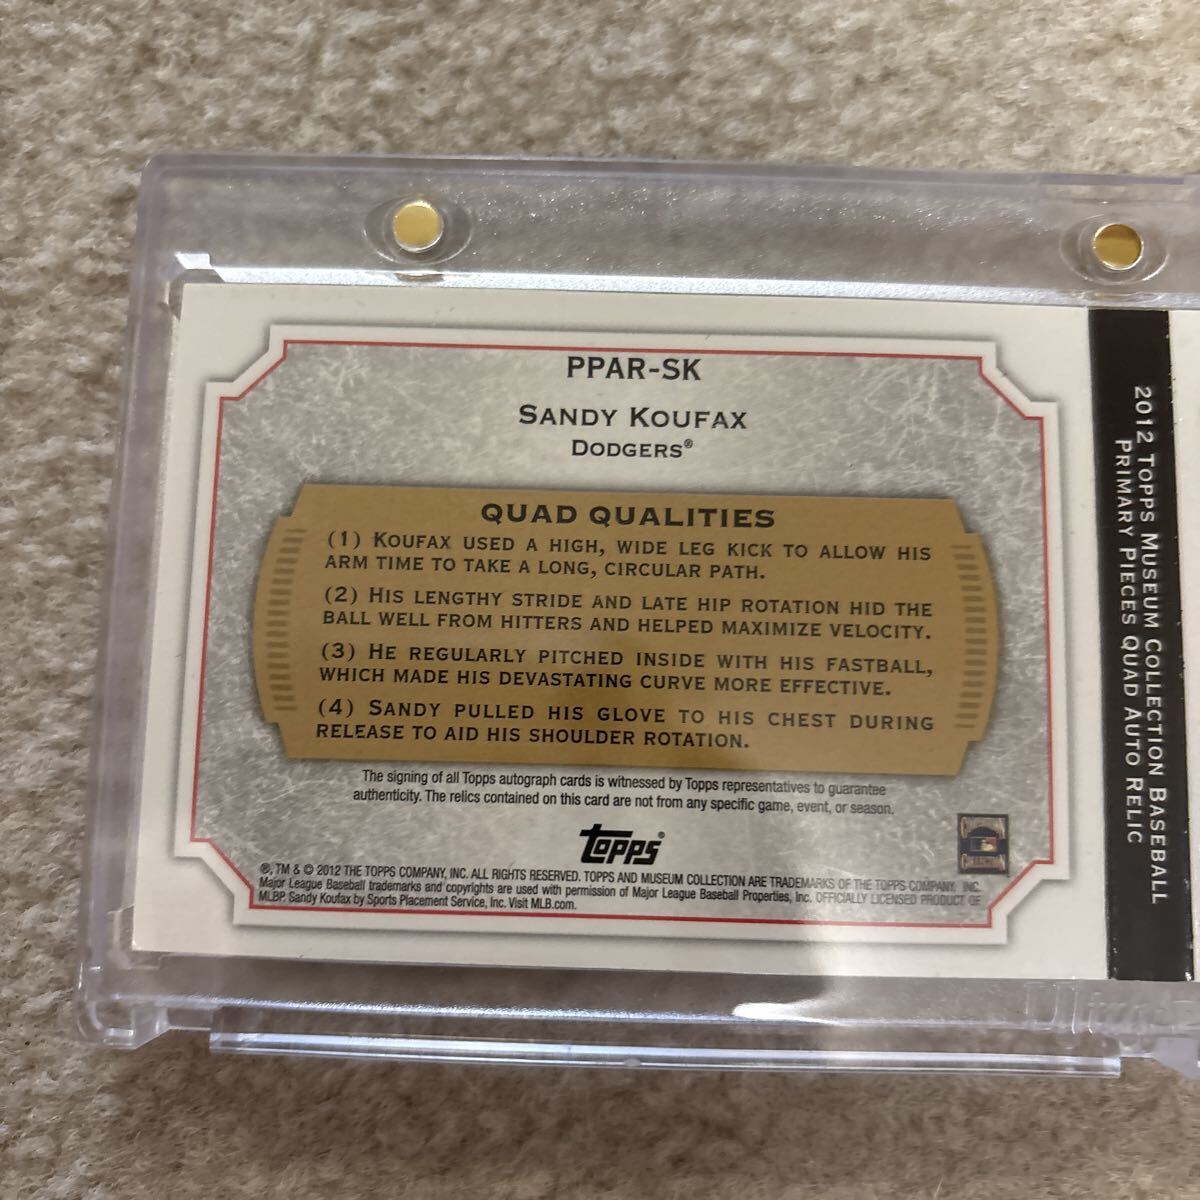 PPAR-SK
SANDY KOUFAX
DODGERS®
QUAD QUALITIES
(1) KOUFAX USED A HIGH, WIDE LEG KICK TO ALLOW HIS
ARM TIME TO TAKE A LONG, CIRCULAR PATH.
(2) HIS LENGTHY STRIDE AND LATE HIP ROTATION HID THE
BALL WELL FROM HITTERS AND HELPED MAXIMIZE VELOCITY.
(3) HE REGULARLY PITCHED INSIDE WITH HIS FASTBALL,
WHICH MADE HIS DEVASTATING CURVE MORE EFFECTIVE.
(4) SANDY PULLED HIS GLOVE TO HIS CHEST DURING
RELEASE TO AID HIS SHOULDER ROTATION.
The signing of all Topps autograph cards is witnessed by Topps representatives to guarantee
authenticity. The relics contained on this card are not from any specific game, event, or season.
topps®
COOPERSTOWN
COLLECTION
®, TM & © 2012 THE TOPPS COMPANY, INC. ALL RIGHTS RESERVED. TOPPS AND MUSEUM COLLECTION ARE TRADEMARKS OF THE TOPPS COMPANY, INC.
Major League Baseball trademarks and copyrights are used with permission of Major League Baseball Properties, Inc. OFFICIALLY LICENSED PRODUCT OF
MLBP. Sandy Koufax by Sports Placement Service, Inc. Visit MLB.com.
2012 TOPPS MUSEUM COLLECTION BASEBALL
PRIMARY PIECES QUAD AUTO RELIC